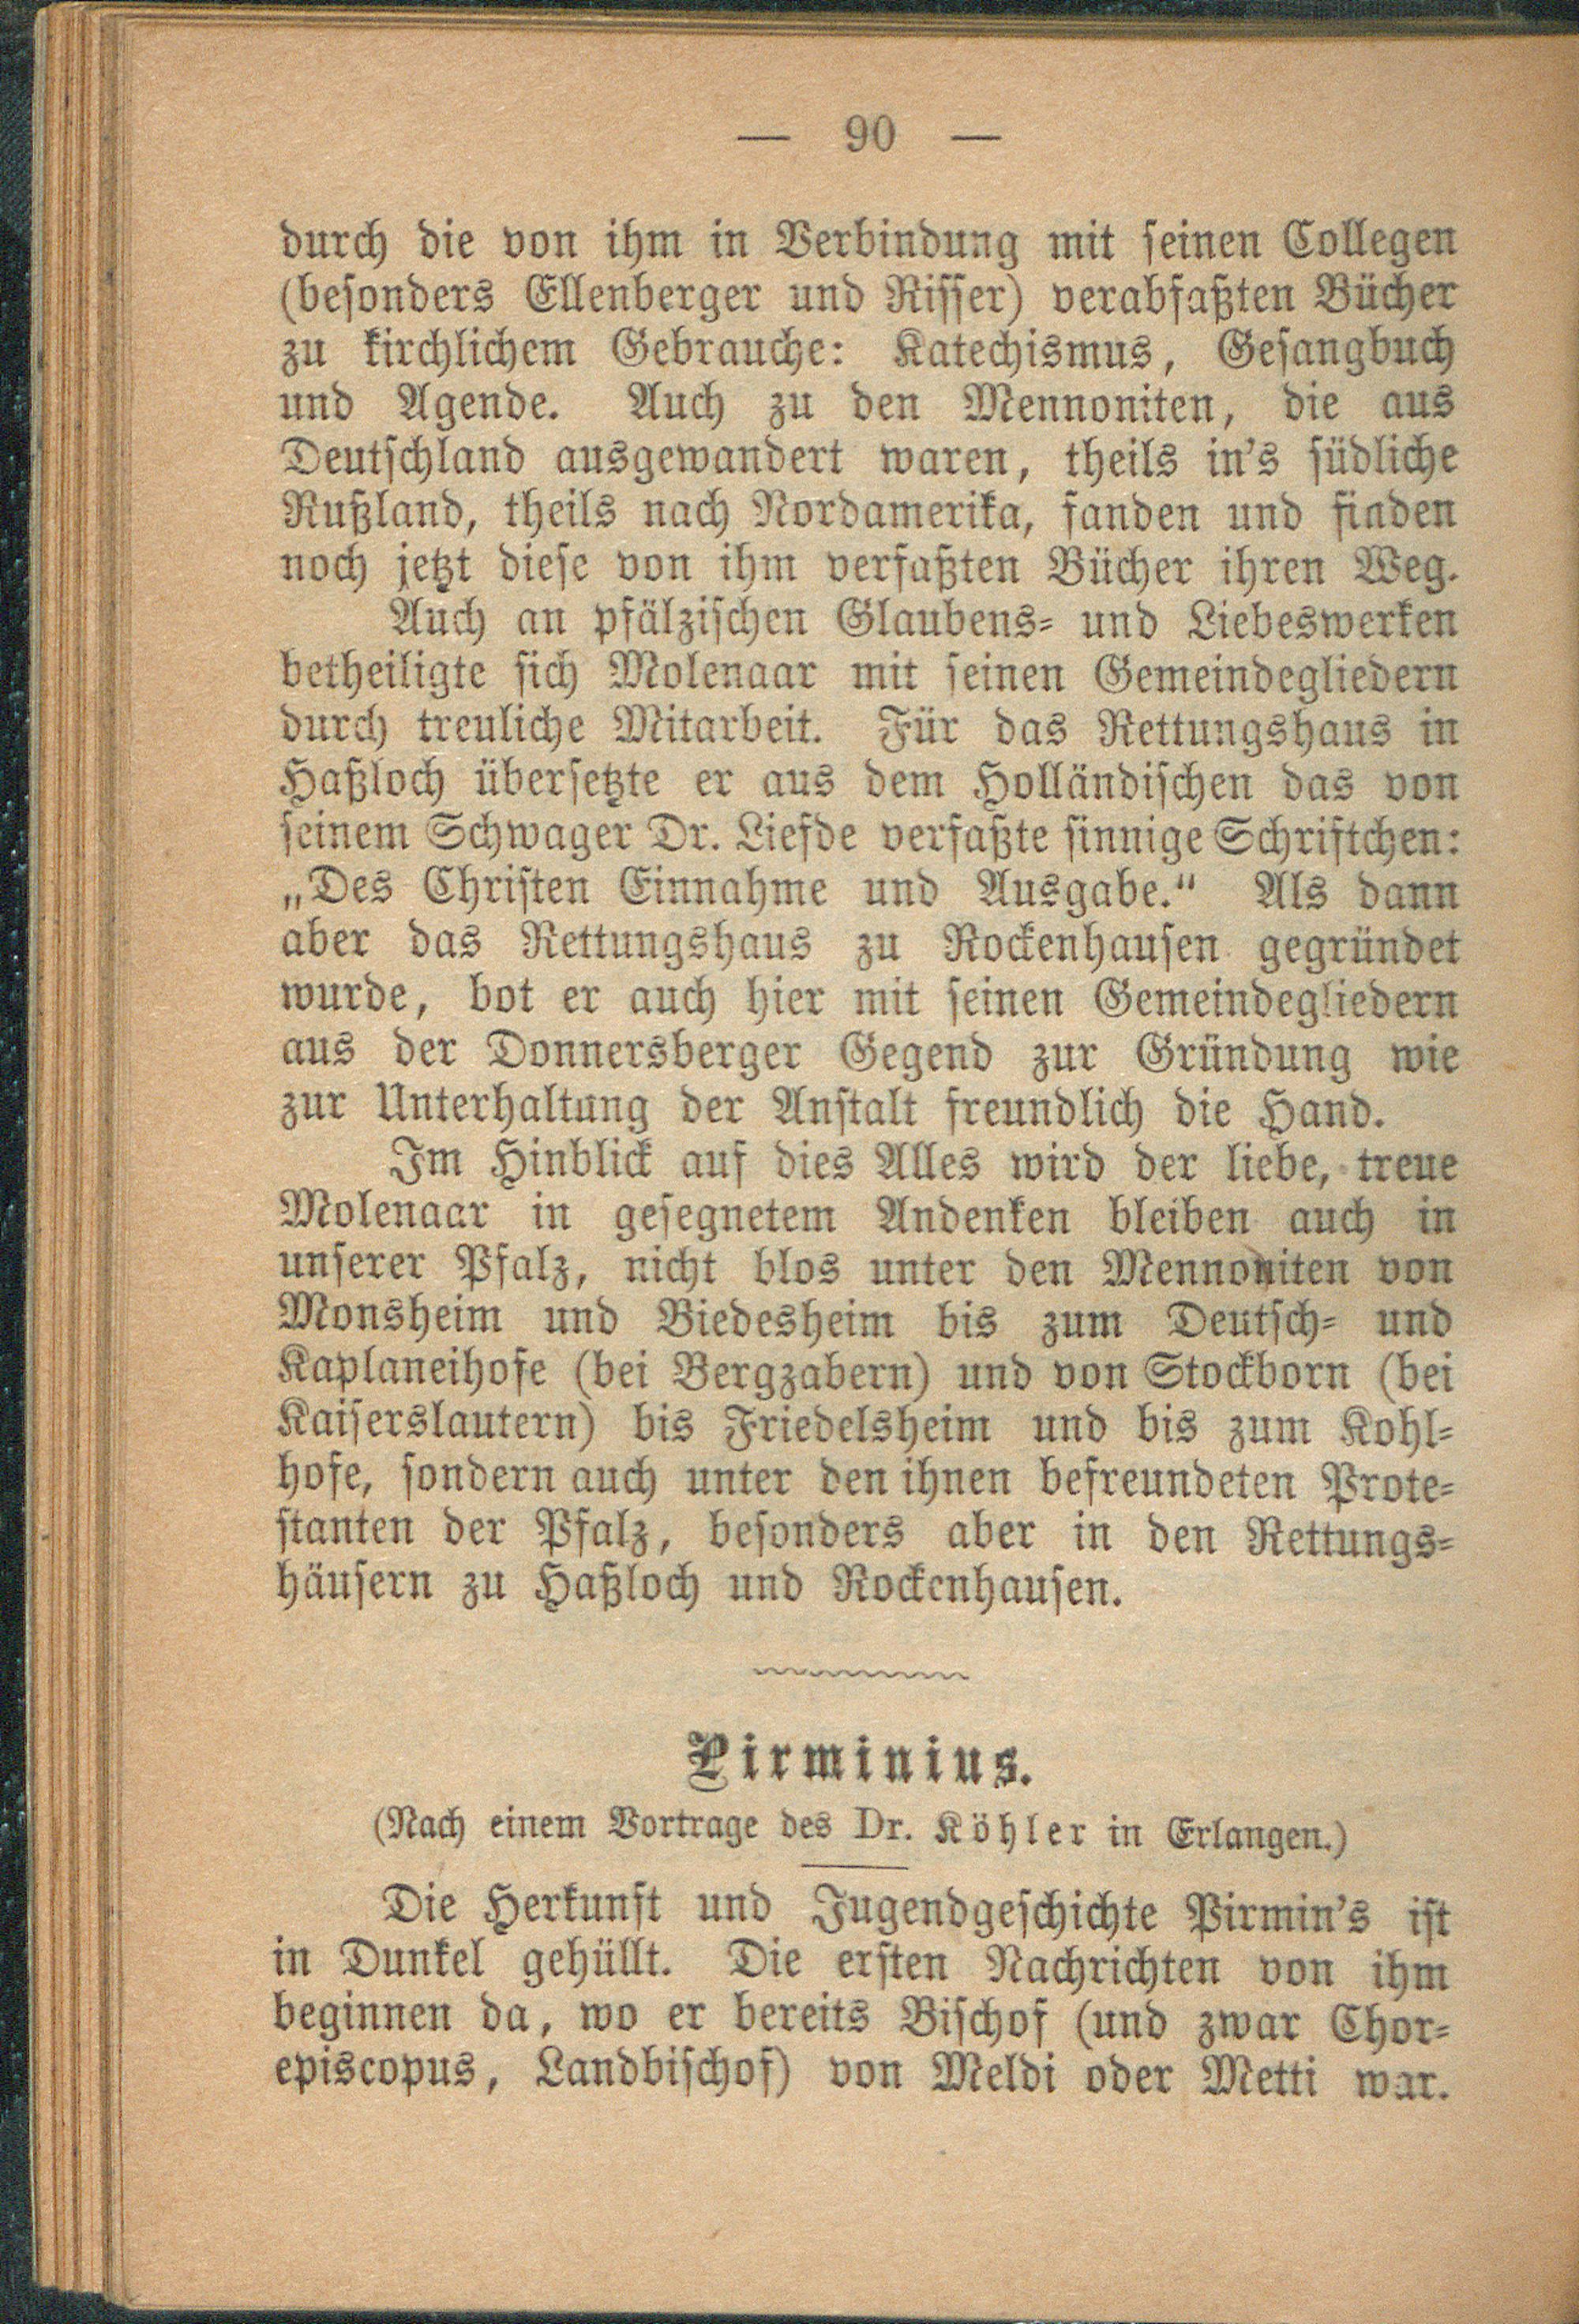 — 90 —
durch die von ihm in Verbindung mit seinen Collegen
(besonders Ellenberger und Risser) verabfaßten Bücher
zu kirchlichem Gebrauche: Katechismus, Gesangbuch
und Agende. Auch zu den Mennoniten, die aus
Deutschland ausgewandert waren, theils in's südliche
Rußland, theils nach Nordamerika, fanden und finden
noch jetzt diese von ihm verfaßten Bücher ihren Weg.
Auch an pfälzischen Glaubens- und Liebeswerken
betheiligte sich Molenaar mit seinen Gemeindegliedern
durch treuliche Mitarbeit. Für das Rettungshaus in
Haßloch übersetzte er aus dem Holländischen das von
seinem Schwager Dr. Liefde verfaßte sinnige Schriftchen:
„Des Christen Einnahme und Ausgabe.“ Als dann
aber das Rettungshaus zu Rockenhausen gegründet
wurde, bot er auch hier mit seinen Gemeindegliedern
aus der Donnersberger Gegend zur Gründung wie
zur Unterhaltung der Anstalt freundlich die Hand.
Im Hinblick auf dies Alles wird der liebe, treue
Molenaar in gesegnetem Andenken bleiben auch in
unserer Pfalz, nicht blos unter den Mennoniten von
Monsheim und Biedesheim bis zum Deutsch- und
Kaplaneihofe (bei Bergzabern) und von Stockborn (bei
Kaiserslautern) bis Friedelsheim und bis zum Kohl-
hofe, sondern auch unter den ihnen befreundeten Prote-
stanten der Pfalz, besonders aber in den Rettungs-
häusern zu Haßloch und Rockenhausen.
Pirminius.
(Nach einem Vortrage des Dr. Köhler in Erlangen.)
Die Herkunft und Jugendgeschichte Pirmin's ist
in Dunkel gehüllt. Die ersten Nachrichten von ihm
beginnen da, wo er bereits Bischof (und zwar Chor-
episcopus, Landbischof) von Meldi oder Metti war.